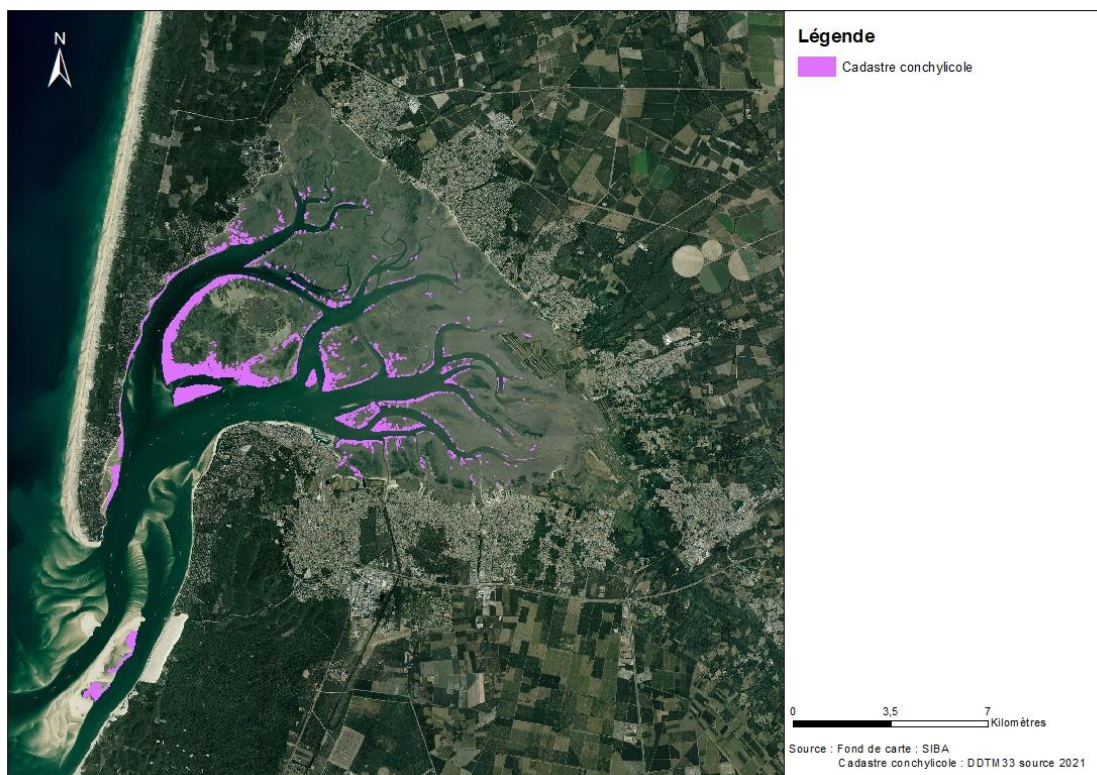 N
Légende
Cadastre conchylicole
0 3,5 7
Kilomètres
Source : Fond de carte : SIBA
Cadastre conchylicole : DDTM33 source 2021